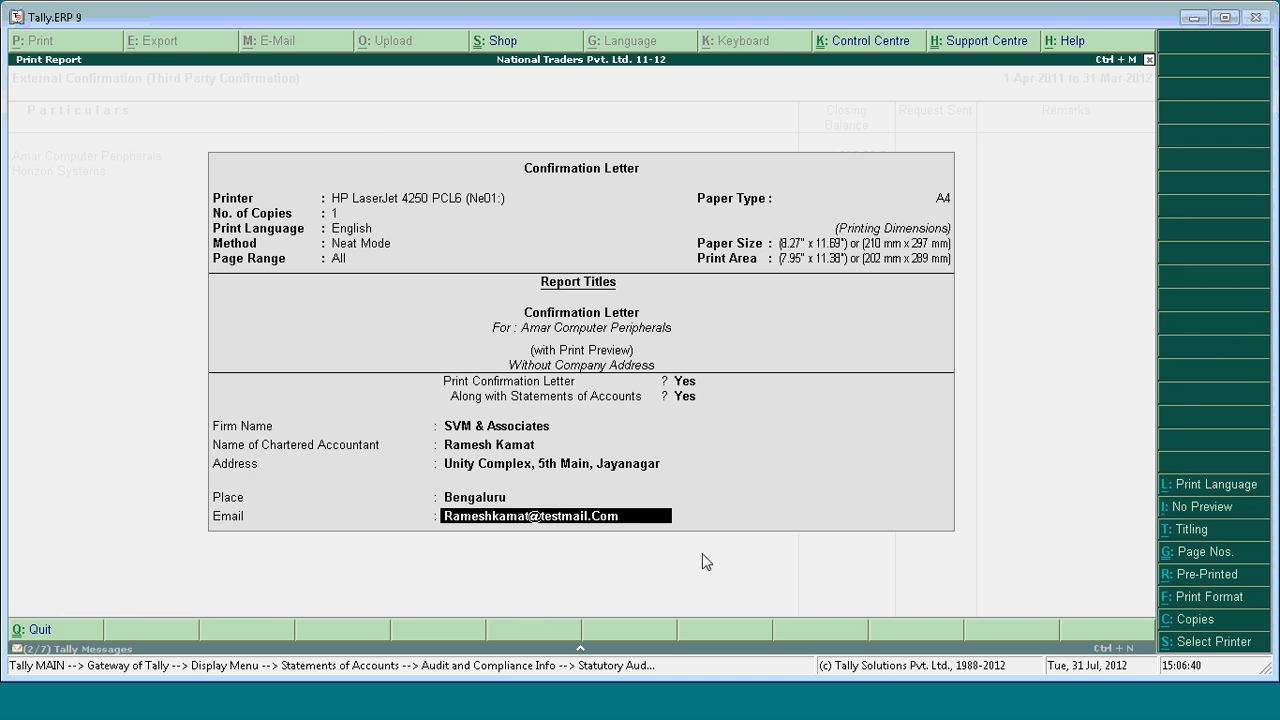 Tally.ERP 9
P: Print E: Export M: E-Mail O: Upload S: Shop G: Language K: Keyboard K: Control Centre H: Support Centre H: Help
Print Report National Traders Pvt. Ltd. 11-12 Ctrl + M
External Confirmation (Third Party Confirmation) 1-Apr-2011 to 31-Mar-2012
Particulars Closing Balance Request Sent Remarks
Amar Computer Peripherals
Horizon Systems
Confirmation Letter
Printer : HP LaserJet 4250 PCL6 (Ne01:) Paper Type : A4
No. of Copies : 1
Print Language : English (Printing Dimensions)
Method : Neat Mode Paper Size : (8.27" x 11.69") or (210 mm x 297 mm)
Page Range : All Print Area : (7.95" x 11.38") or (202 mm x 289 mm)
Report Titles
Confirmation Letter
For : Amar Computer Peripherals
(with Print Preview)
Without Company Address
Print Confirmation Letter ? Yes
Along with Statements of Accounts ? Yes
Firm Name : SVM & Associates
Name of Chartered Accountant : Ramesh Kamat
Address : Unity Complex, 5th Main, Jayanagar
Place : Bengaluru
Email : Rameshkamat@testmail.Com
L: Print Language
I: No Preview
T: Titling
G: Page Nos.
R: Pre-Printed
F: Print Format
C: Copies
S: Select Printer
Q: Quit
(2/7) Tally Messages Ctrl + N
Tally MAIN --> Gateway of Tally --> Display Menu --> Statements of Accounts --> Audit and Compliance Info --> Statutory Aud... (c) Tally Solutions Pvt. Ltd., 1988-2012 Tue, 31 Jul, 2012 15:06:40